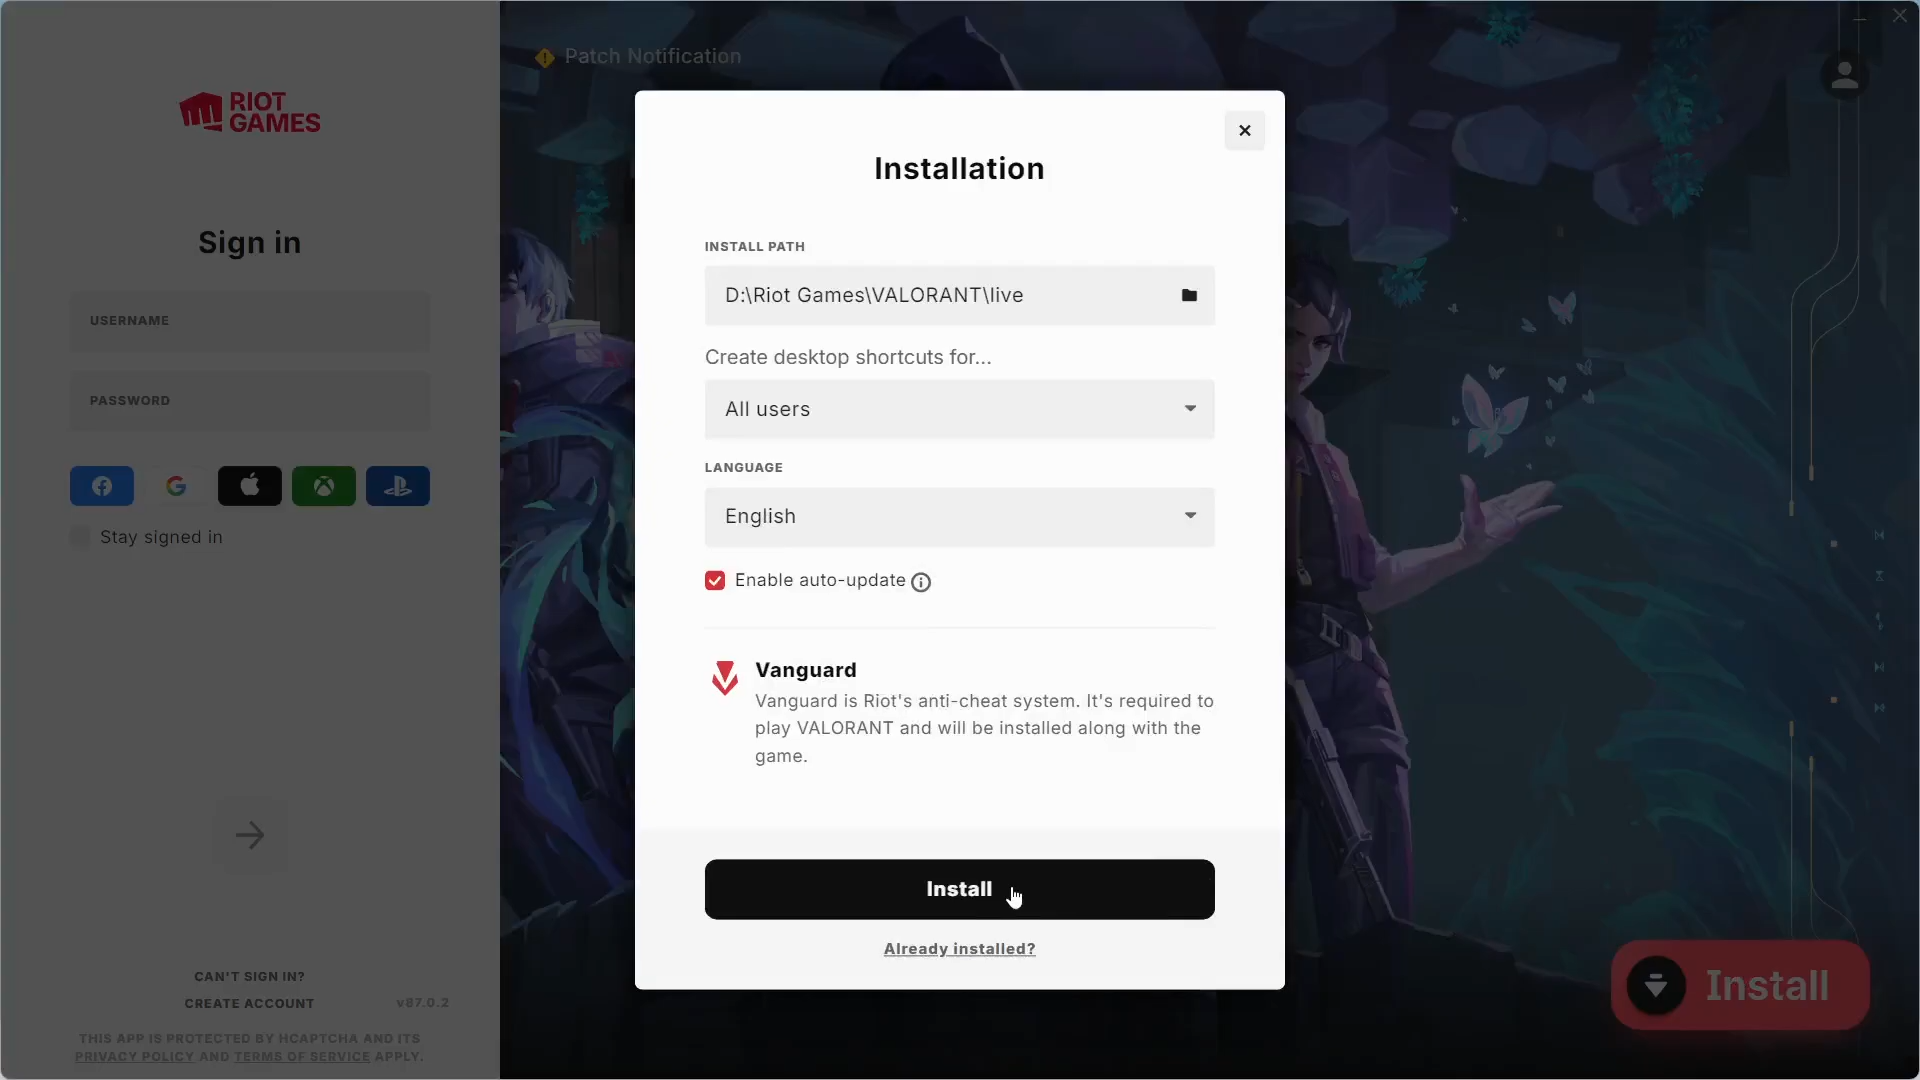 Patch Notification
RIOT
GAMES
Sign in
USERNAME
PASSWORD
Stay signed in
CAN'T SIGN IN?
CREATE ACCOUNT
v87.0.2
THIS APP IS PROTECTED BY HCAPTCHA AND ITS
PRIVACY POLICY AND TERMS OF SERVICE APPLY.
Installation
INSTALL PATH
D:\Riot Games\VALORANT\live
Create desktop shortcuts for...
All users
LANGUAGE
English
Enable auto-update
Vanguard
Vanguard is Riot's anti-cheat system. It's required to
play VALORANT and will be installed along with the
game.
Install
Already installed?
Install